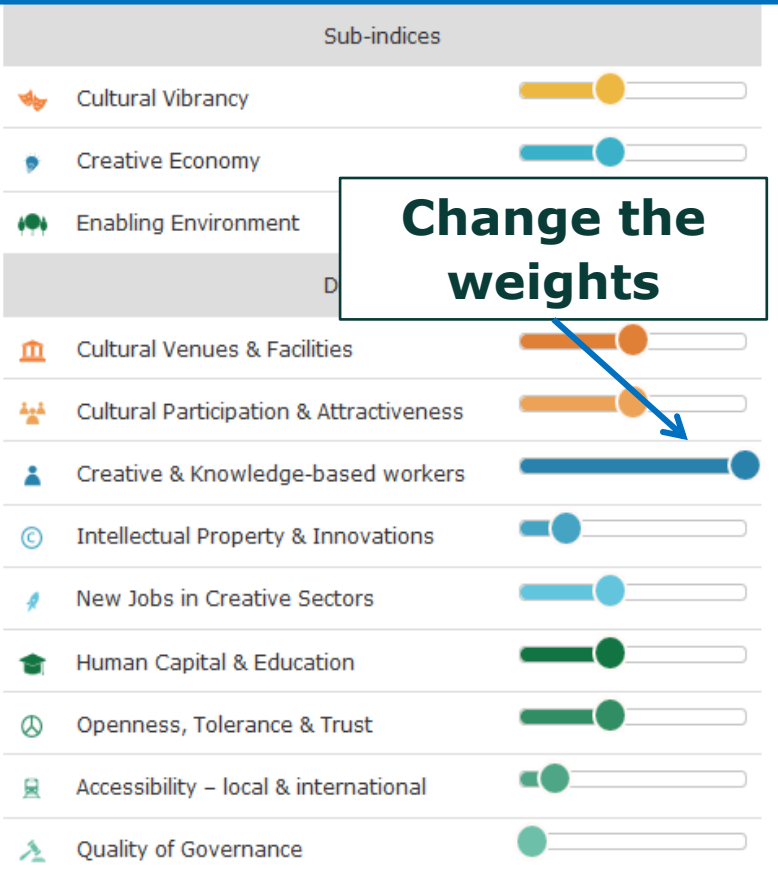 Sub-indices
Cultural Vibrancy
Creative Economy
Enabling Environment
Change the
weights
D
Cultural Venues & Facilities
Cultural Participation & Attractiveness
Creative & Knowledge-based workers
© Intellectual Property & Innovations
New Jobs in Creative Sectors
Human Capital & Education
Openness, Tolerance & Trust
Accessibility – local & international
Quality of Governance